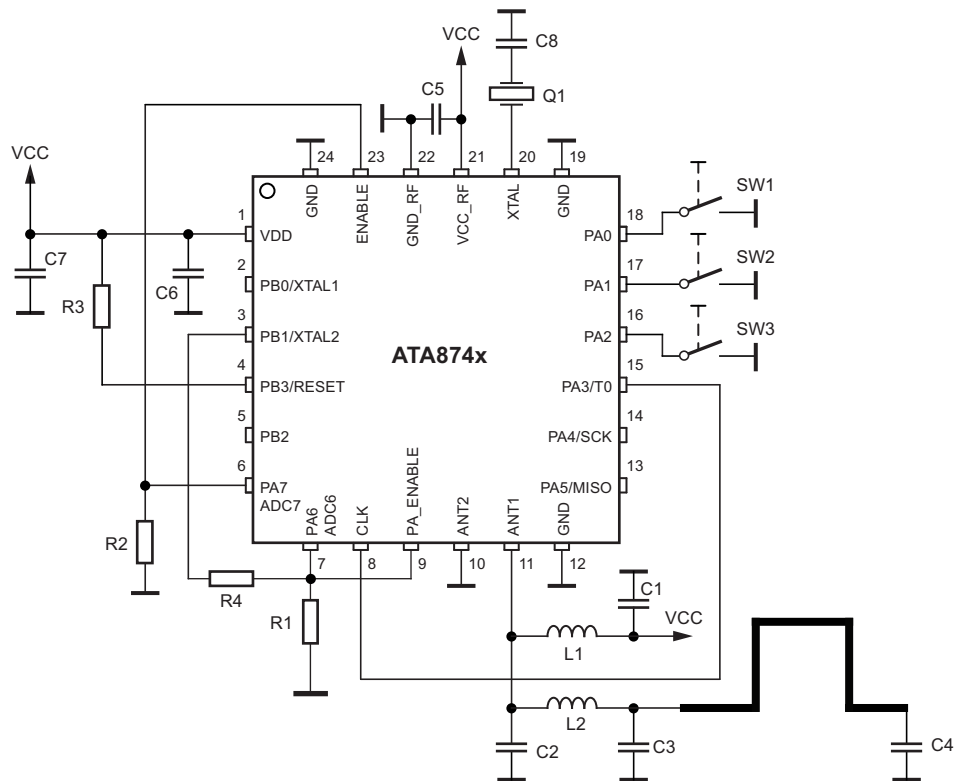 C8
VCC
C5
Q1
VCC
24
23
22
21
20
19
GND
ENABLE
GND_RF
VCC_RF
XTAL
GND
SW1
18
1
VDD
PA0
C7
SW2
17
2
C6
PB0/XTAL1
PA1
R3
SW3
16
3
PB1/XTAL2
PA2
ATA874x
15
4
PB3/RESET
PA3/T0
14
5
PB2
PA4/SCK
13
6
PA7
ADC7
PA5/MISO
PA6
ADC6
CLK
PA_ENABLE
ANT2
ANT1
GND
R2
7
8
9
10
11
12
R4
C1
R1
VCC
L1
L2
C2
C3
C4